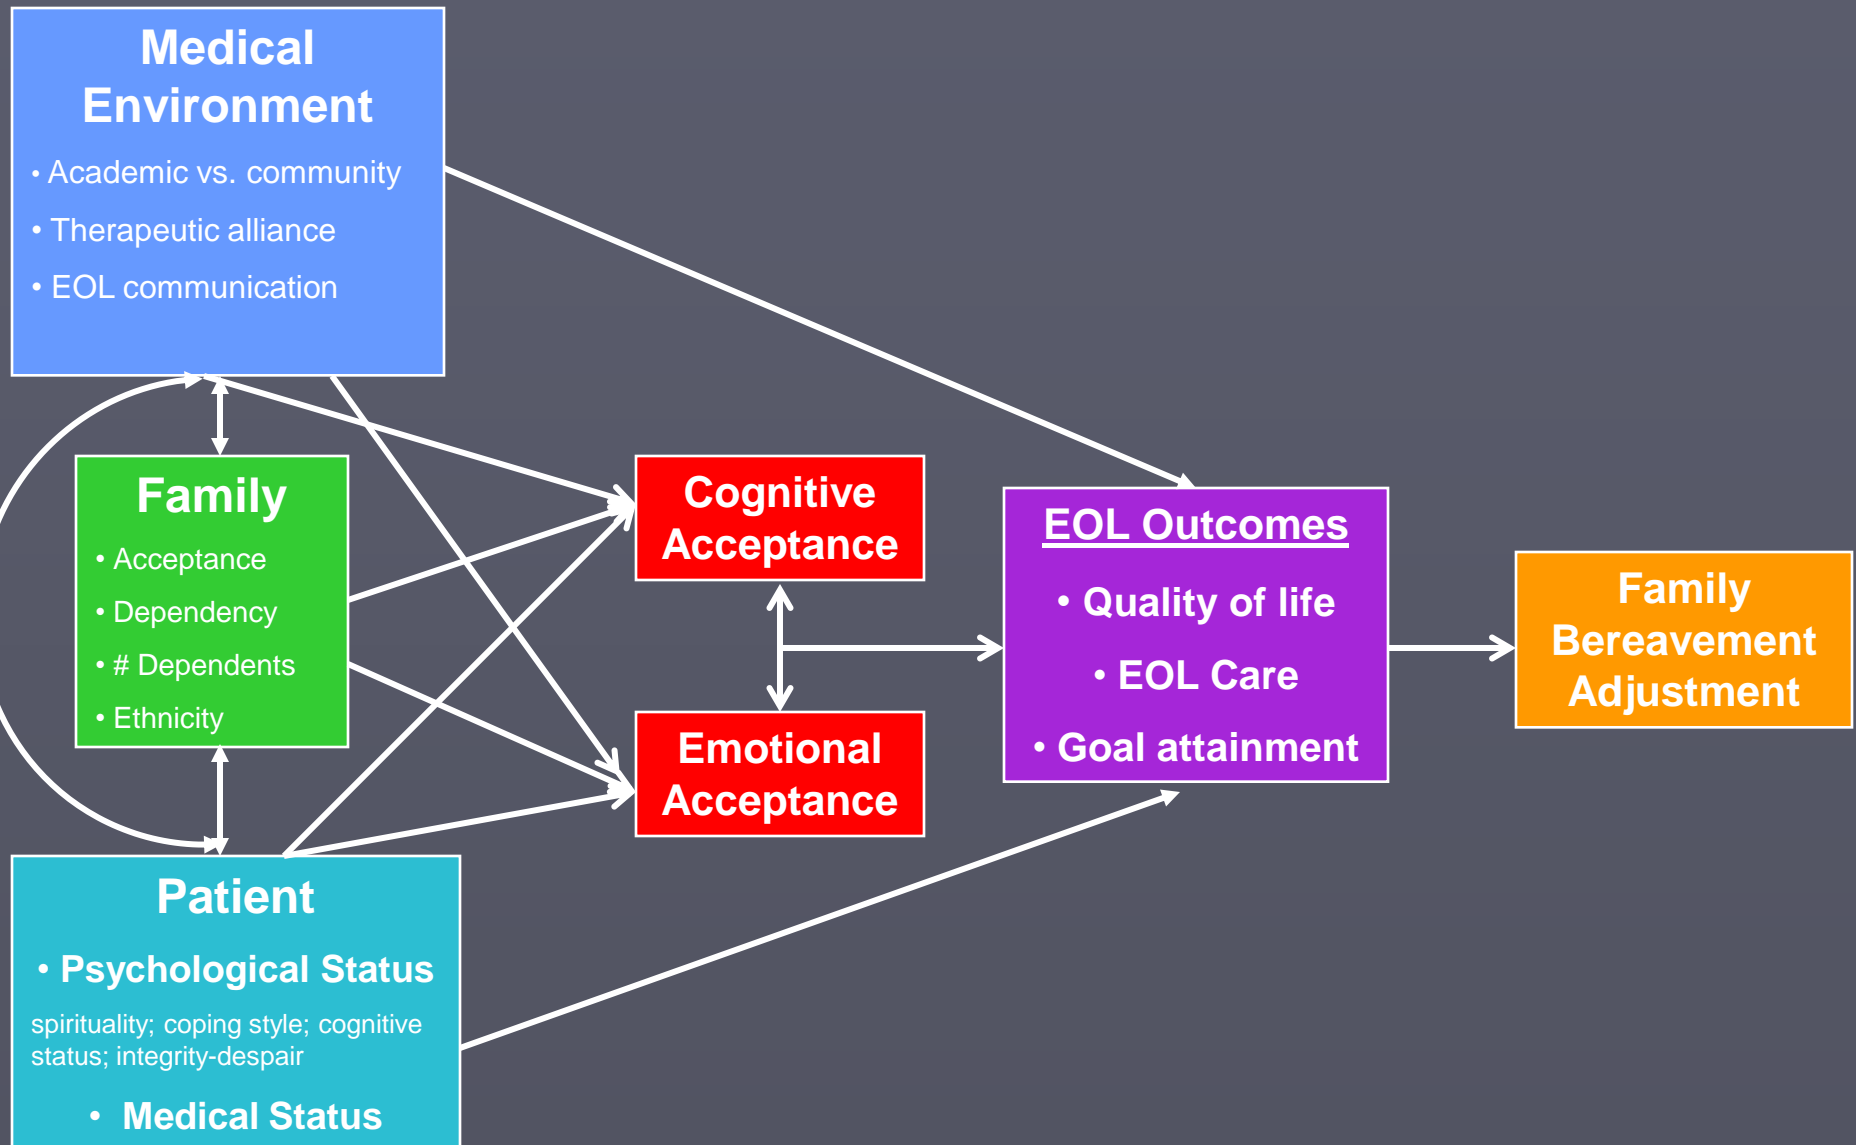 Medical
Environment
• Academic vs. community
• Therapeutic alliance
• EOL communication
Family
• Acceptance
• Dependency
• # Dependents
• Ethnicity
Patient
• Psychological Status
spirituality; coping style; cognitive
status; integrity-despair
• Medical Status
Cognitive
Acceptance
Emotional
Acceptance
EOL Outcomes
• Quality of life
• EOL Care
• Goal attainment
Family
Bereavement
Adjustment